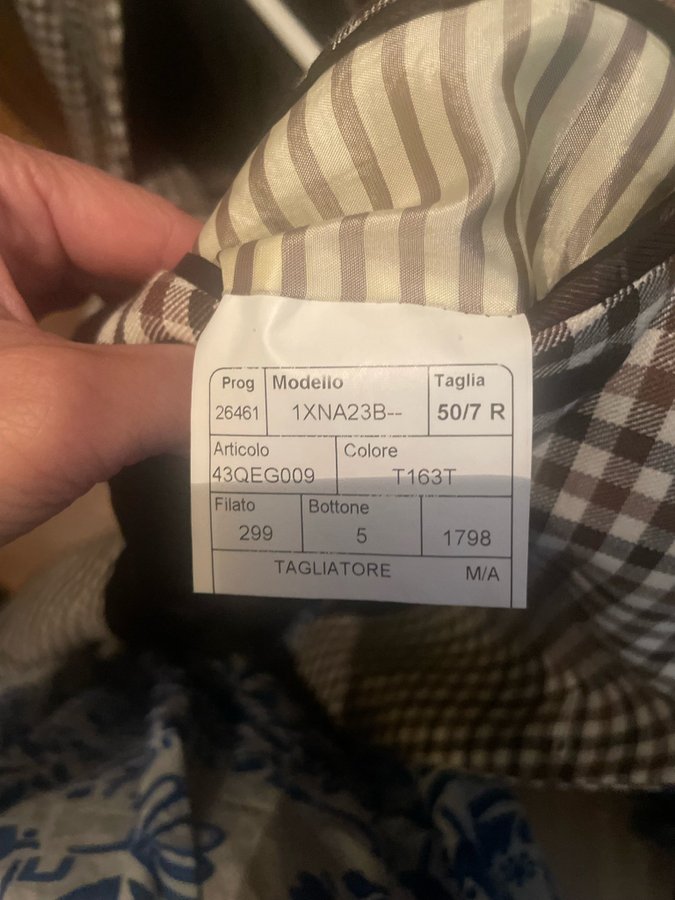 Prog Modello Taglia
26461 1XNA23B-- 50/7 R
Articolo Colore
43QEG009 T163T
Filato Bottone
299 5 1798
TAGLIATORE M/A